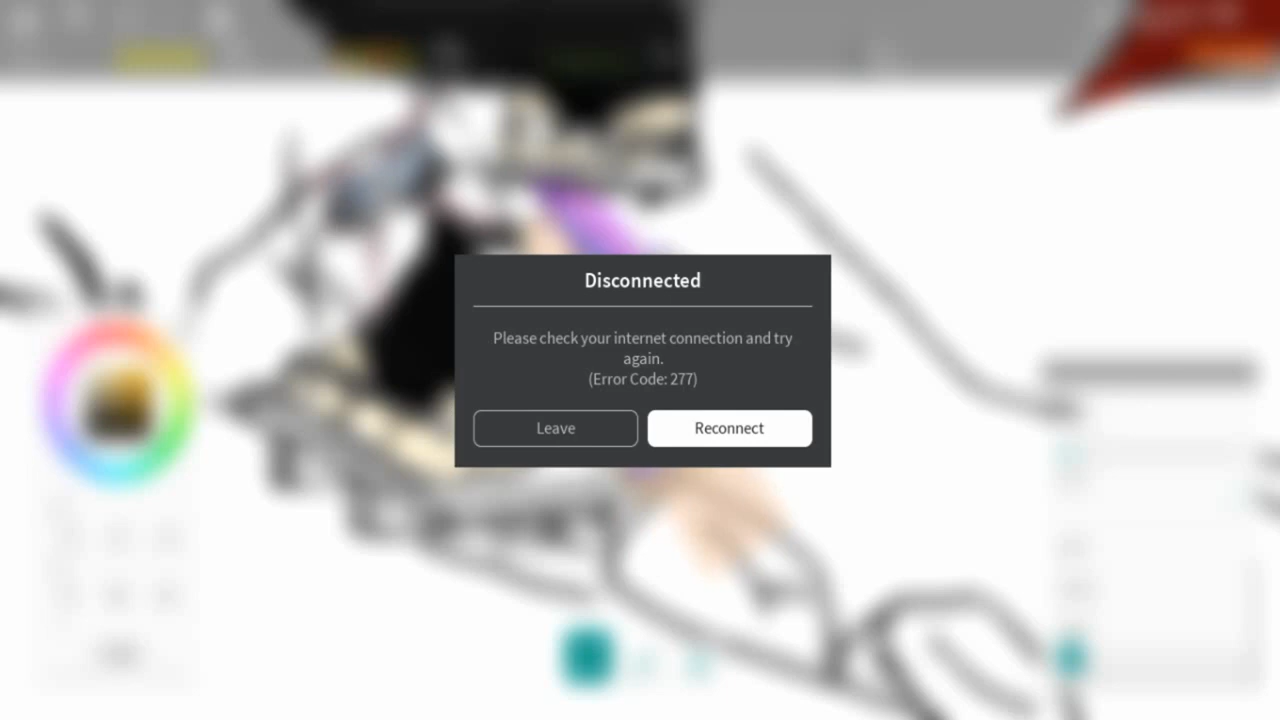 Disconnected
Please check your internet connection and try
again.
(Error Code: 277)
Leave
Reconnect